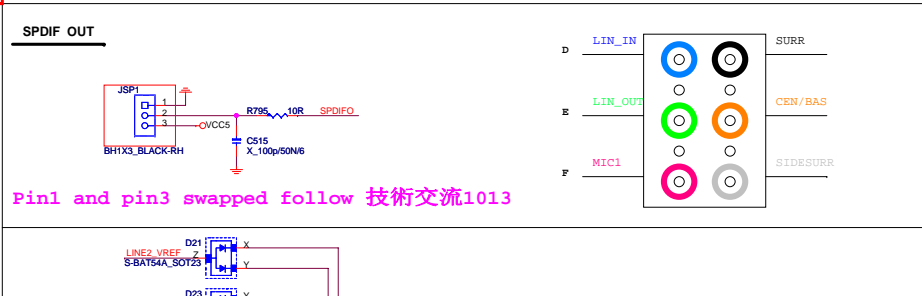 SPDIF OUT
JSP1
1
2
3
R795
10R
SPDIFO
VCC5
C515
X_100p/50N/6
BH1X3_BLACK-RH
Pin1 and pin3 swapped follow 技術交流1013
D
LIN_IN
SURR
E
LIN_OUT
CEN/BAS
F
MIC1
SIDESURR
D21
X
LINE2_VREF
Z
S-BAT54A_SOT23
Y
D23